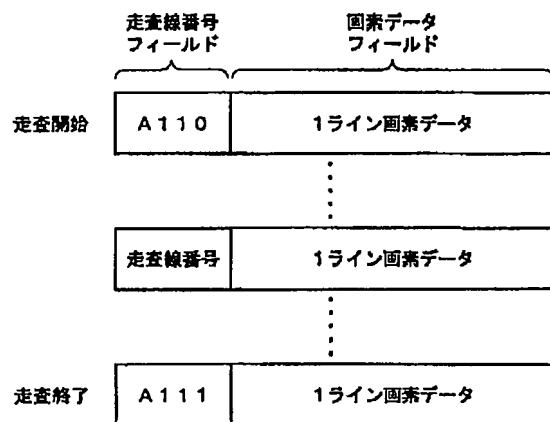 走査線番号
フィールド
画素データ
フィールド
走査開始
A110
1ライン画素データ
走査線番号
1ライン画素データ
走査終了
A111
1ライン画素データ